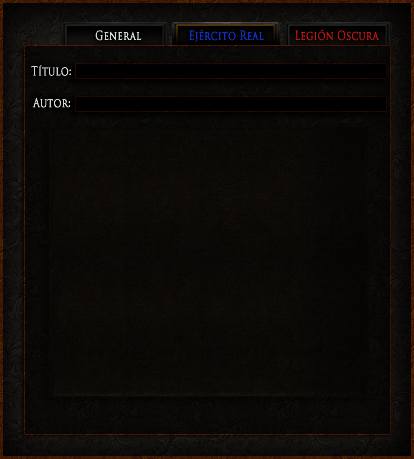 General
Ejército Real
Legión Oscura
Título:
Autor: